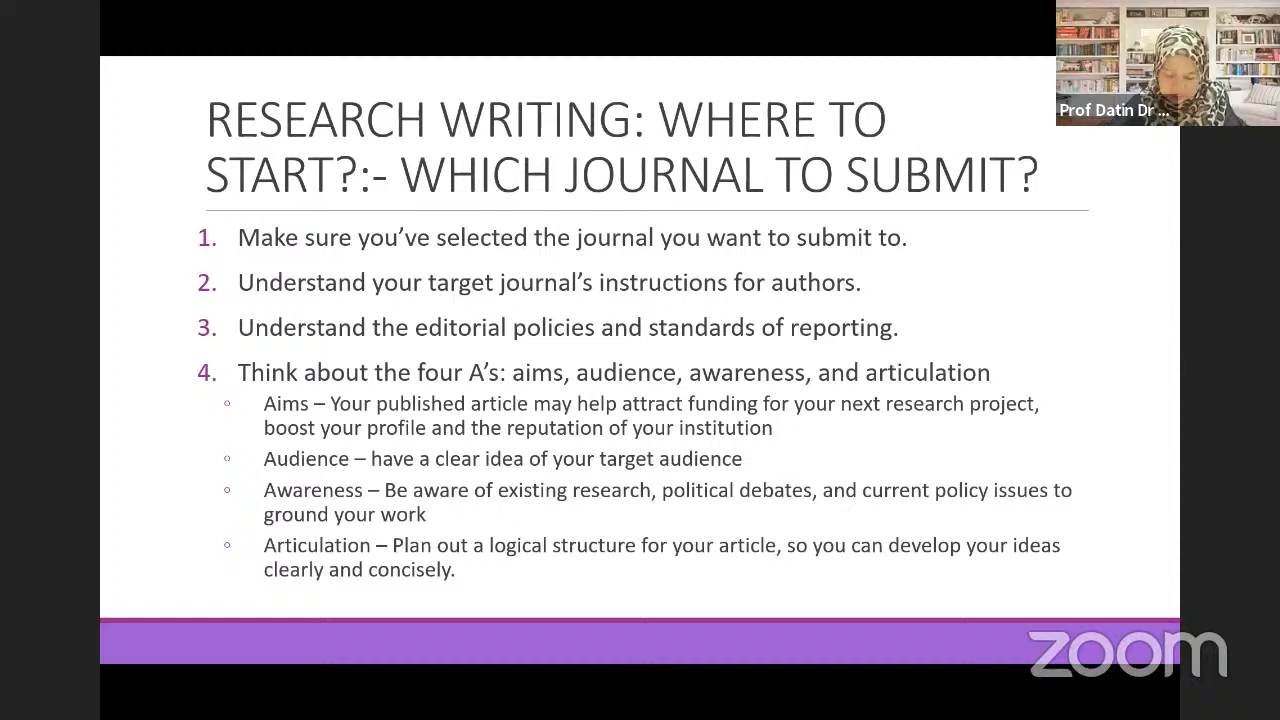 Prof Datin Dr ...
RESEARCH WRITING: WHERE TO
START?:- WHICH JOURNAL TO SUBMIT?
1. Make sure you’ve selected the journal you want to submit to.
2. Understand your target journal’s instructions for authors.
3. Understand the editorial policies and standards of reporting.
4. Think about the four A’s: aims, audience, awareness, and articulation
◦ Aims – Your published article may help attract funding for your next research project,
boost your profile and the reputation of your institution
◦ Audience – have a clear idea of your target audience
◦ Awareness – Be aware of existing research, political debates, and current policy issues to
ground your work
◦ Articulation – Plan out a logical structure for your article, so you can develop your ideas
clearly and concisely.
zoom